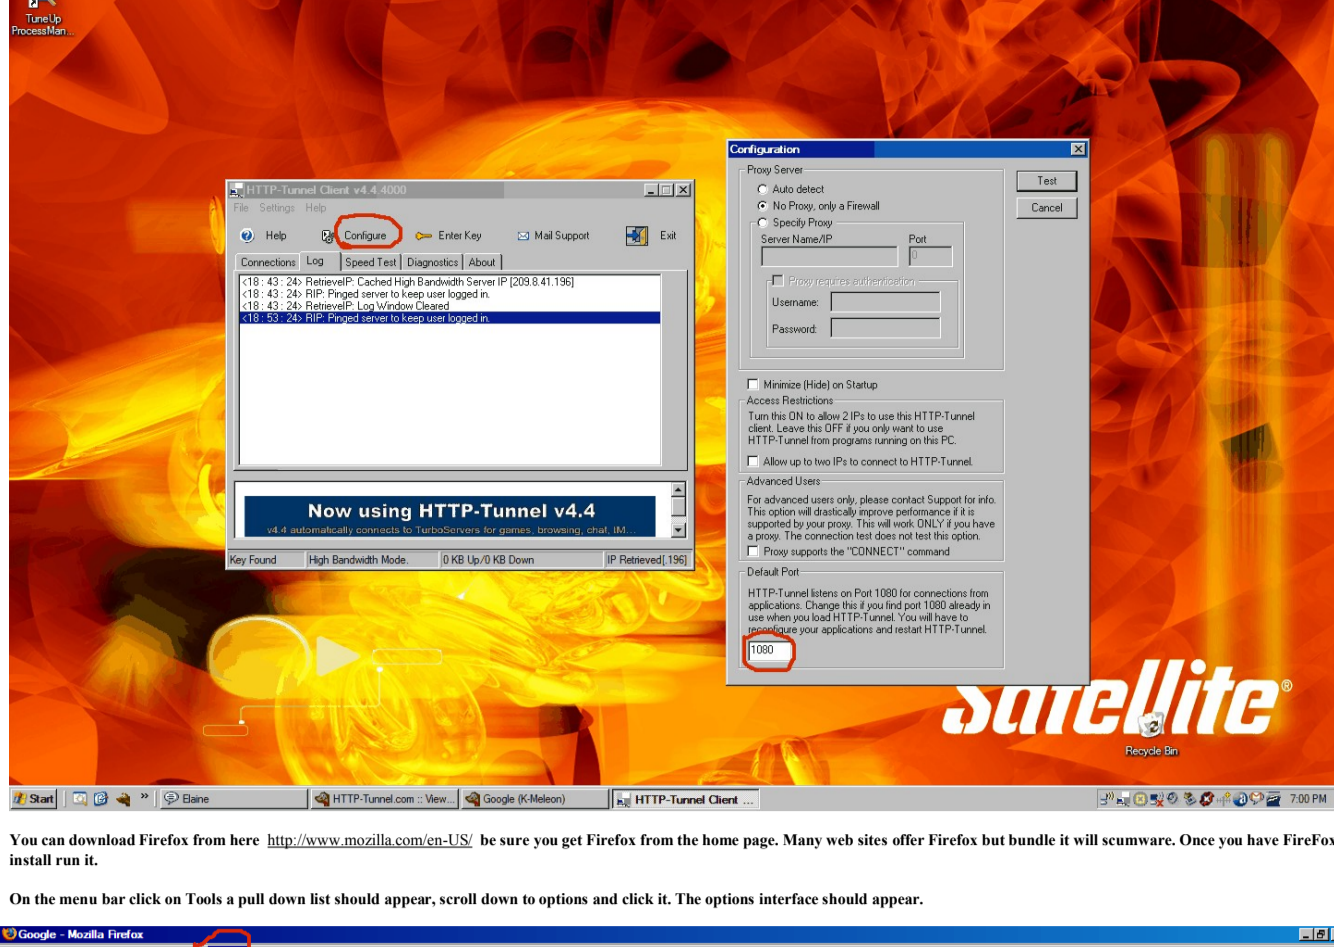 TuneUp
ProcessMan...
HTTP-Tunnel Client v4.4.4000
File Settings Help
Help Configure Enter Key Mail Support Exit
Connections Log Speed Test Diagnostics About
<18 : 43 : 24> RetrieveIP: Cached High Bandwidth Server IP [209.8.41.196]
<18 : 43 : 24> RIP: Pinged server to keep user logged in.
<18 : 43 : 24> RetrieveIP: Log Window Cleared
<18 : 53 : 24> RIP: Pinged server to keep user logged in.
Now using HTTP-Tunnel v4.4
v4.4 automatically connects to TurboServers for games, browsing, chat, IM...
Key Found High Bandwidth Mode. 0 KB Up/0 KB Down IP Retrieved[.196]
Configuration
Proxy Server
Auto detect
No Proxy, only a Firewall
Specify Proxy
Server Name/IP Port
0
Proxy requires authentication
Username:
Password:
Test
Cancel
Minimize (Hide) on Startup
Access Restrictions
Turn this ON to allow 2 IPs to use this HTTP-Tunnel
client. Leave this OFF if you only want to use
HTTP-Tunnel from programs running on this PC.
Allow up to two IPs to connect to HTTP-Tunnel.
Advanced Users
For advanced users only, please contact Support for info.
This option will drastically improve performance if it is
supported by your proxy. This will work ONLY if you have
a proxy. The connection test does not test this option.
Proxy supports the "CONNECT" command
Default Port
HTTP-Tunnel listens on Port 1080 for connections from
applications. Change this if you find port 1080 already in
use when you load HTTP-Tunnel. You will have to
reconfigure your applications and restart HTTP-Tunnel.
1080
Satellite®
Recycle Bin
Start » Elaine HTTP-Tunnel.com :: View... Google (K-Meleon) HTTP-Tunnel Client ... 7:00 PM
You can download Firefox from here http://www.mozilla.com/en-US/ be sure you get Firefox from the home page. Many web sites offer Firefox but bundle it will scumware. Once you have FireFox
install run it.
On the menu bar click on Tools a pull down list should appear, scroll down to options and click it. The options interface should appear.
Google - Mozilla Firefox